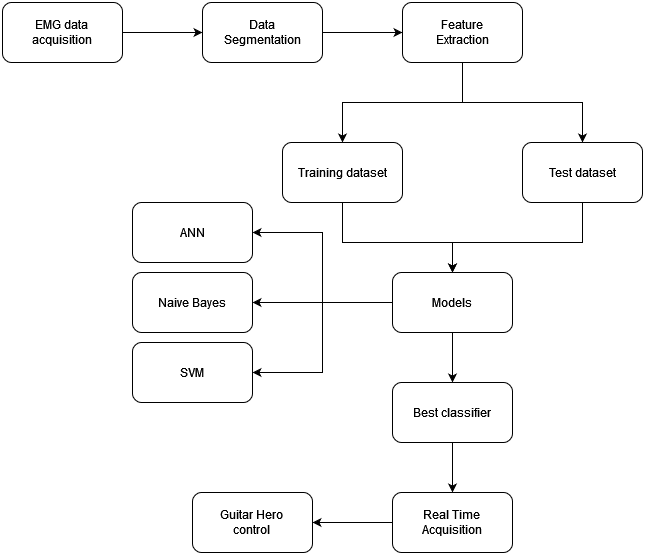 EMG data
acquisition
Data
Segmentation
Feature
Extraction
Training dataset
Test dataset
ANN
Naive Bayes
Models
SVM
Best classifier
Guitar Hero
control
Real Time
Acquisition